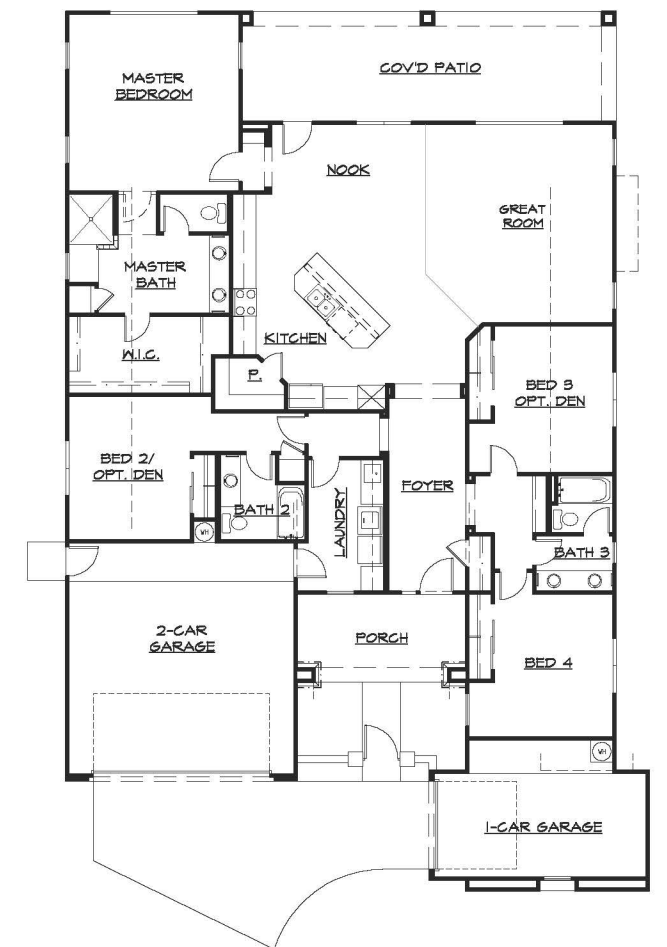 COV'D PATIO
MASTER
BEDROOM
NOOK
GREAT
ROOM
MASTER
BATH
KITCHEN
W.I.C.
P.
BED 3
OPT. DEN
BED 2/
OPT. DEN
FOYER
BATH 2
LAUNDRY
WH
BATH 3
2-CAR
GARAGE
PORCH
BED 4
WH
1-CAR GARAGE